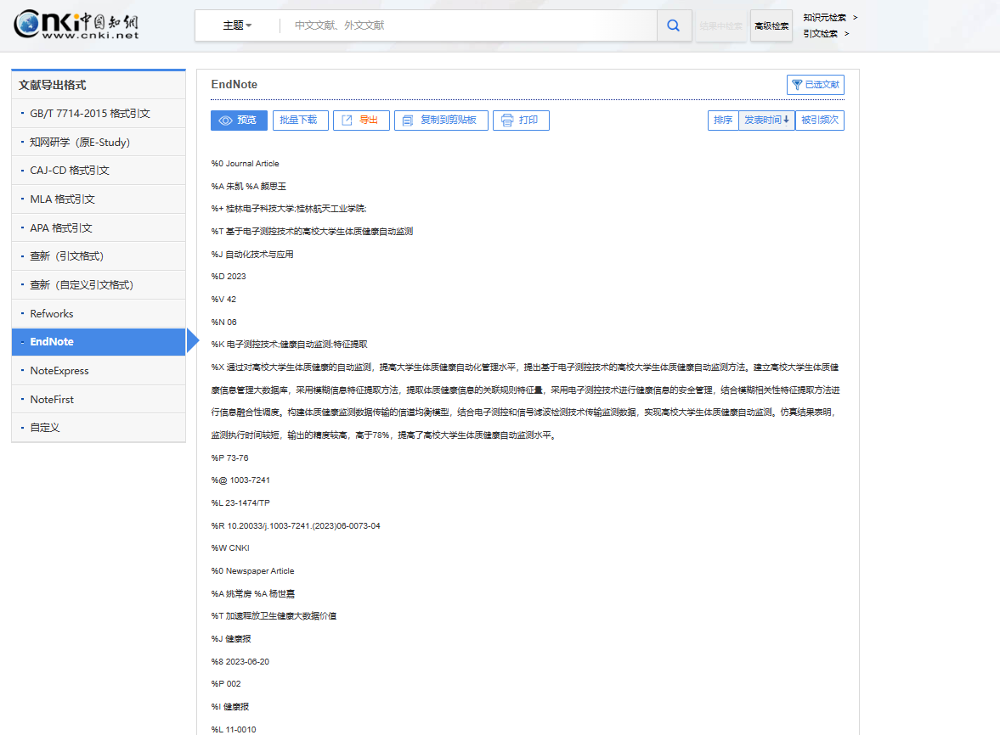 Cnki中国知網
www.cnki.net
主题
中文文献、外文文献
结果中检索
高级检索
知识元检索 >
引文检索 >
文献导出格式
· GB/T 7714-2015 格式引文
· 知网研学（原E-Study)
· CAJ-CD 格式引文
· MLA 格式引文
· APA 格式引文
· 查新（引文格式）
· 查新（自定义引文格式）
· Refworks
· EndNote
· NoteExpress
· NoteFirst
· 自定义
EndNote
已选文献
预览 批量下载 导出 复制到剪贴板 打印
排序 发表时间↓ 被引频次
%0 Journal Article
%A 朱凯 %A 颜思玉
%+ 桂林电子科技大学;桂林航天工业学院;
%T 基于电子测控技术的高校大学生体质健康自动监测
%J 自动化技术与应用
%D 2023
%V 42
%N 06
%K 电子测控技术;健康自动监测;特征提取
%X 通过对高校大学生体质健康的自动监测，提高大学生体质健康自动化管理水平，提出基于电子测控技术的高校大学生体质健康自动监测方法。建立高校大学生体质健
康信息管理大数据库，采用模糊信息特征提取方法，提取体质健康信息的关联规则特征量，采用电子测控技术进行健康信息的安全管理，结合模糊相关性特征提取方法进
行信息融合性调度。构建体质健康监测数据传输的信道均衡模型，结合电子测控和信号滤波检测技术传输监测数据，实现高校大学生体质健康自动监测。仿真结果表明，
监测执行时间较短，输出的精度较高，高于78%，提高了高校大学生体质健康自动监测水平。
%P 73-76
%@ 1003-7241
%L 23-1474/TP
%R 10.20033/j.1003-7241.(2023)06-0073-04
%W CNKI
%0 Newspaper Article
%A 姚常房 %A 杨世嘉
%T 加速释放卫生健康大数据价值
%J 健康报
%8 2023-06-20
%P 002
%I 健康报
%L 11-0010